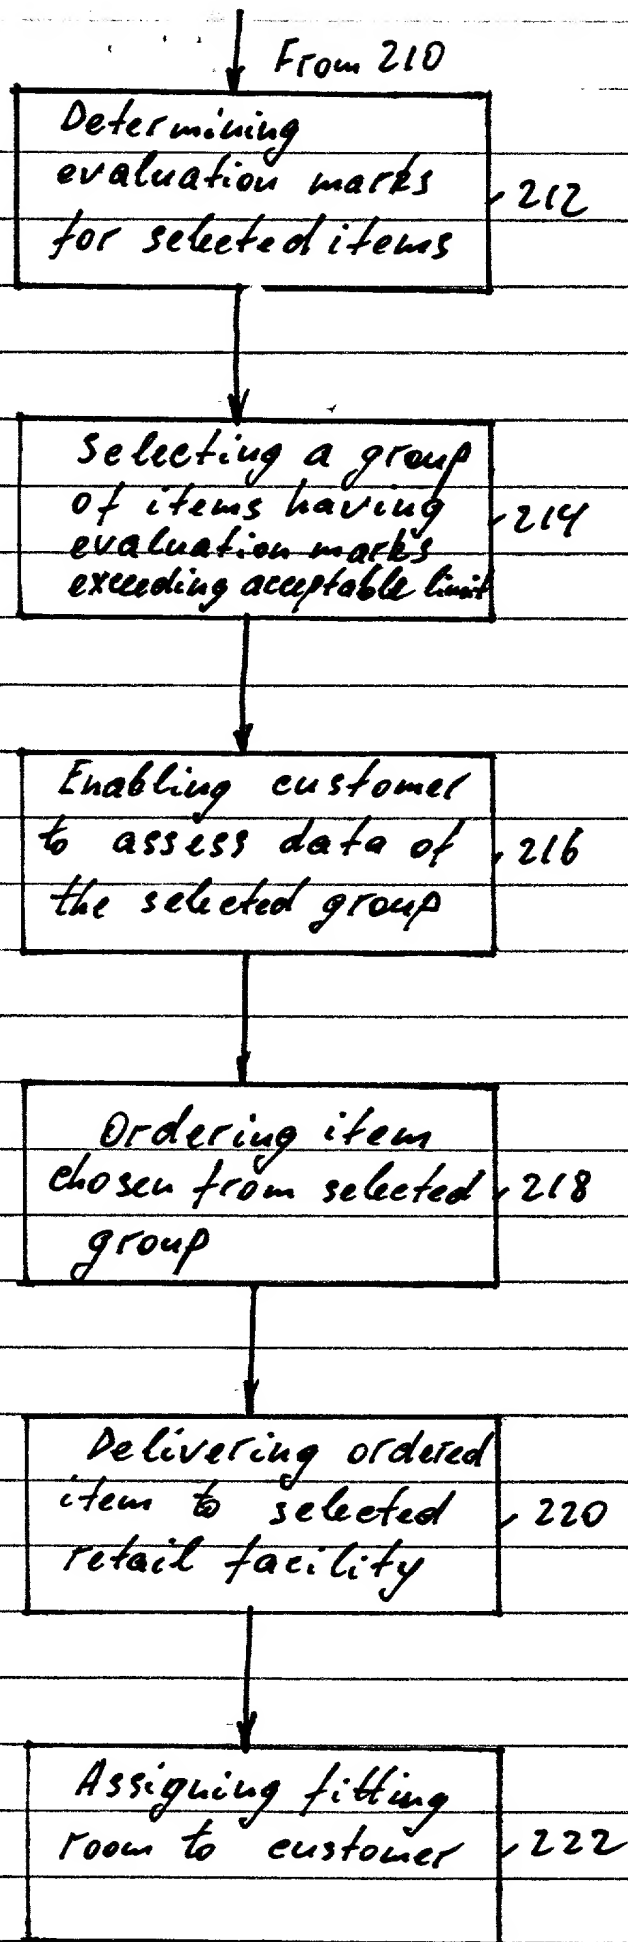 From 210
Determining
evaluation marks
for selected items
212
Selecting a group
of items having
evaluation marks
exceeding acceptable limit
214
Enabling customer
to assess data of
the selected group
216
Ordering item
chosen from selected
group
218
Delivering ordered
item to selected
retail facility
220
Assigning fitting
room to customer
222